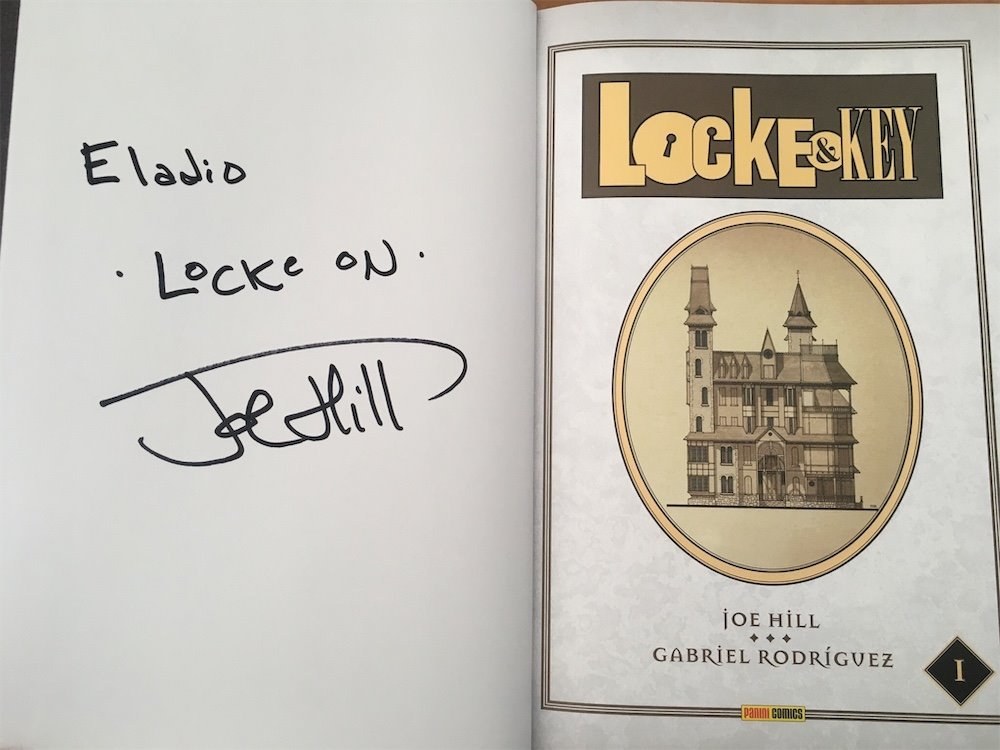 Eladio
· Locke on ·
Joe Hill
LOCKE & KEY
JOE HILL
GABRIEL RODRÍGUEZ
I
PANINI COMICS